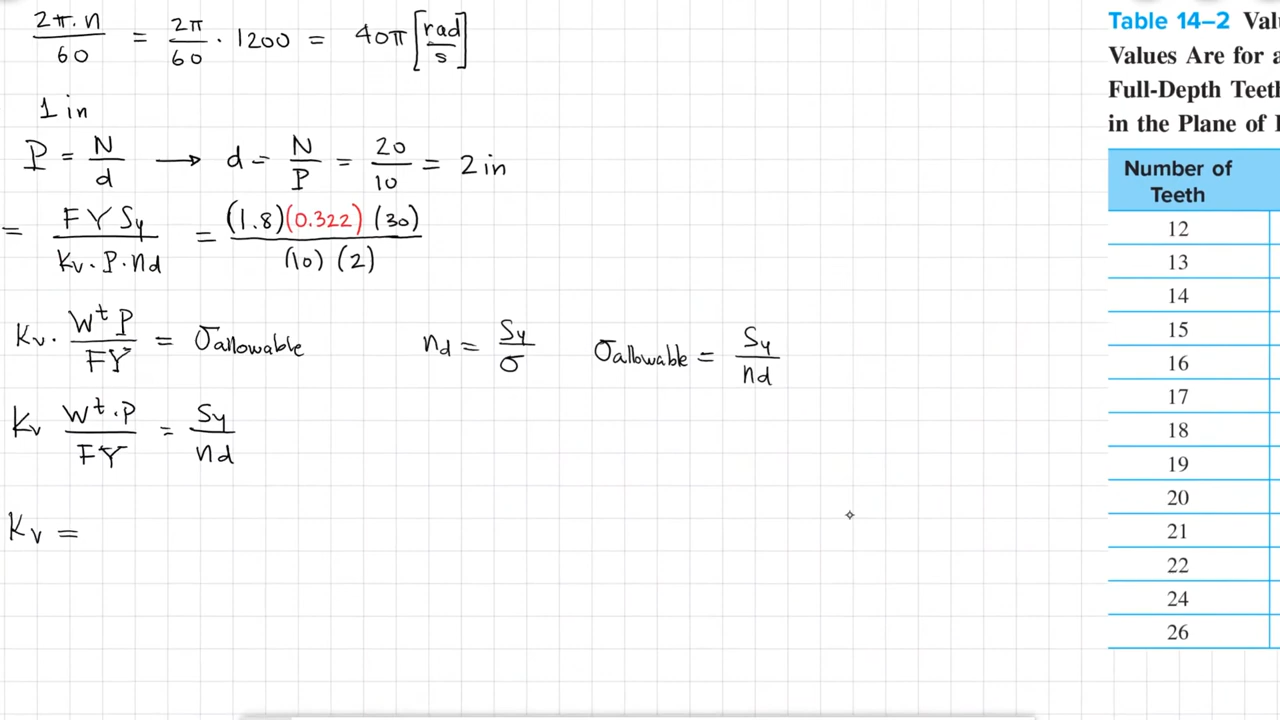 2π·n/60 = 2π/60 · 1200 = 40π [rad/s]
1 in
P = N/d → d = N/P = 20/10 = 2 in
= F Y Sy / Kv·P·nd = (1.8)(0.322)(30) / (10)(2)
Kv · W^t P / FY = σallowable nd = Sy/σ σallowable = Sy/nd
Kv W^t·P / FY = Sy/nd
Kv =
Table 14–2
Values Are for
Full-Depth
in the Plane of
Number of
Teeth
12
13
14
15
16
17
18
19
20
21
22
24
26